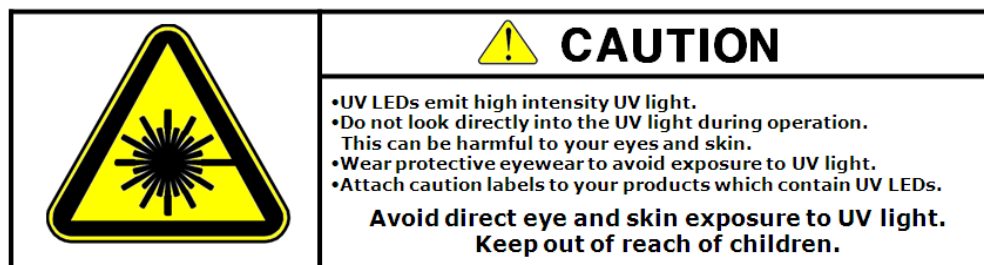 ! CAUTION
•UV LEDs emit high intensity UV light.
•Do not look directly into the UV light during operation.
This can be harmful to your eyes and skin.
•Wear protective eyewear to avoid exposure to UV light.
•Attach caution labels to your products which contain UV LEDs.
Avoid direct eye and skin exposure to UV light.
Keep out of reach of children.